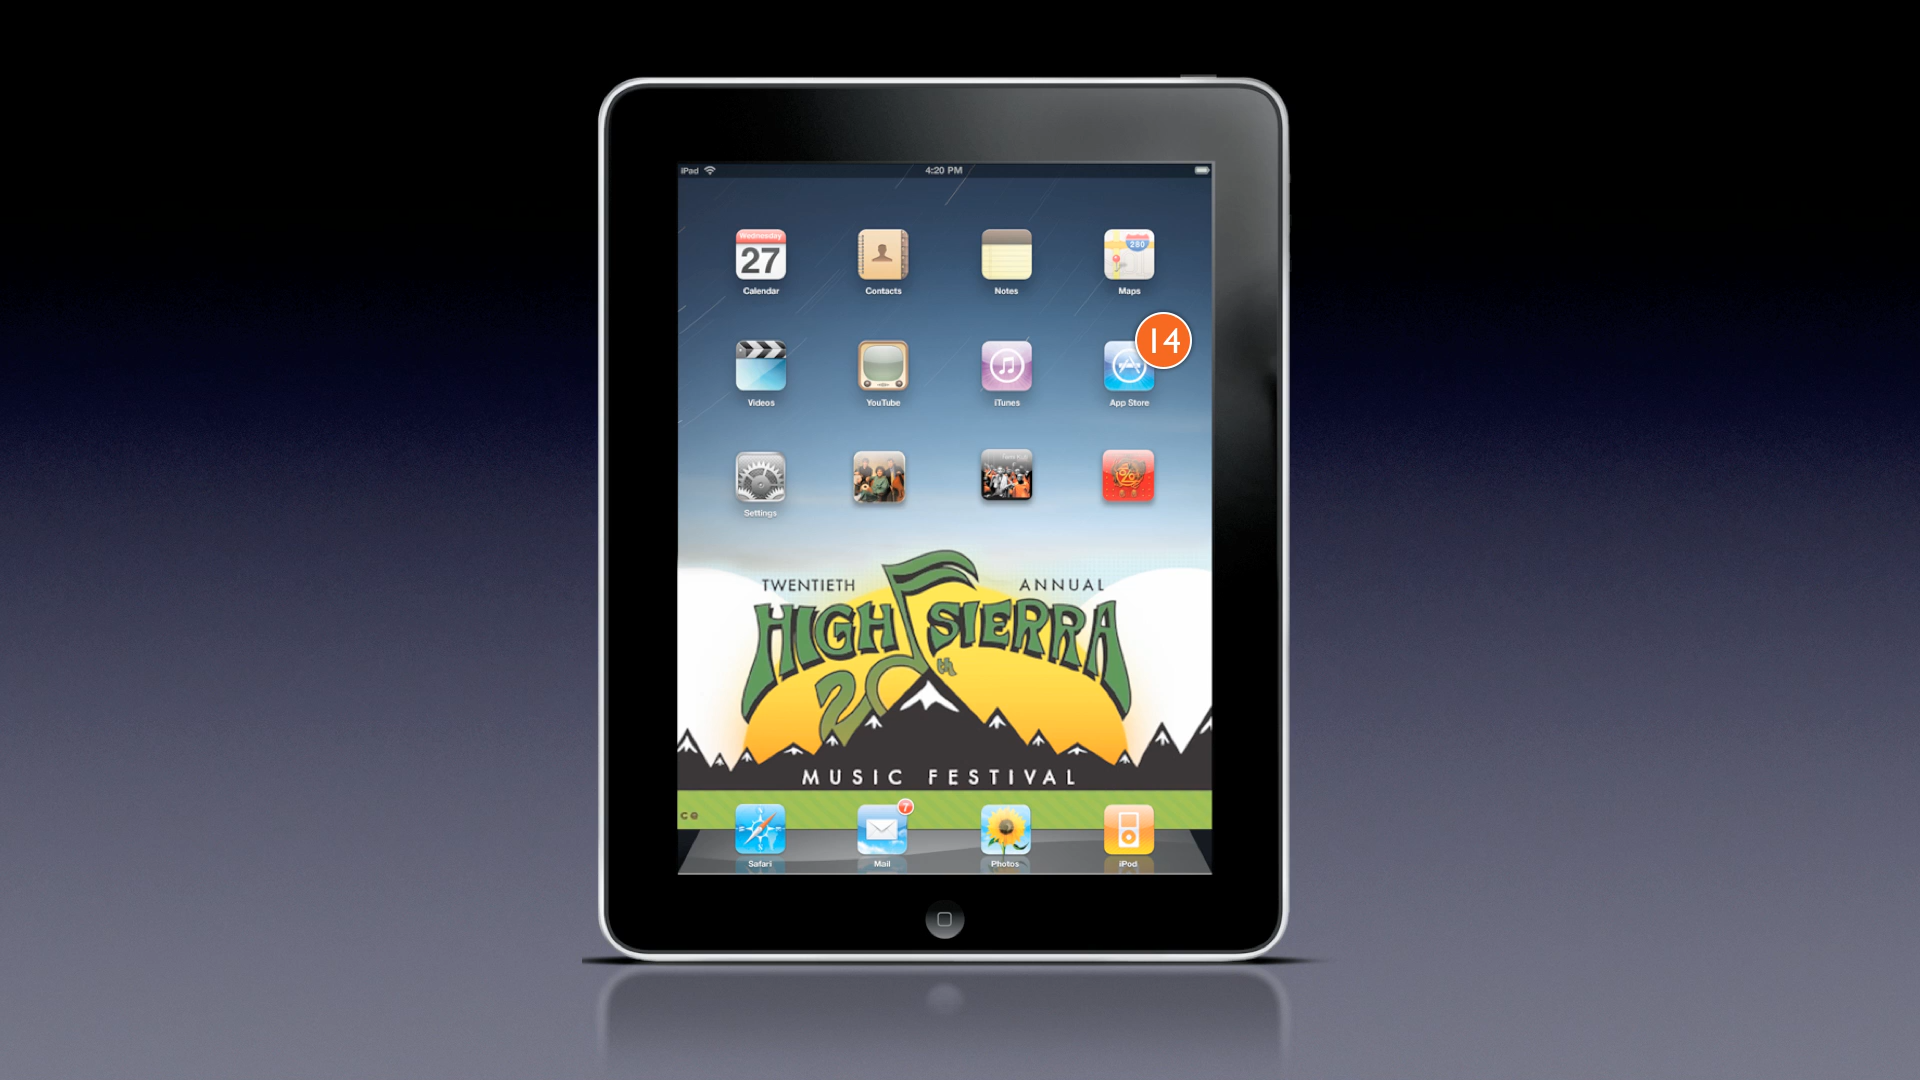 iPad 4:20 PM
Wednesday
27
280
Calendar Contacts Notes Maps
14
Videos YouTube iTunes App Store
Settings
TWENTIETH ANNUAL
HIGH SIERRA
20th
MUSIC FESTIVAL
ce
7
Safari Mail Photos iPod